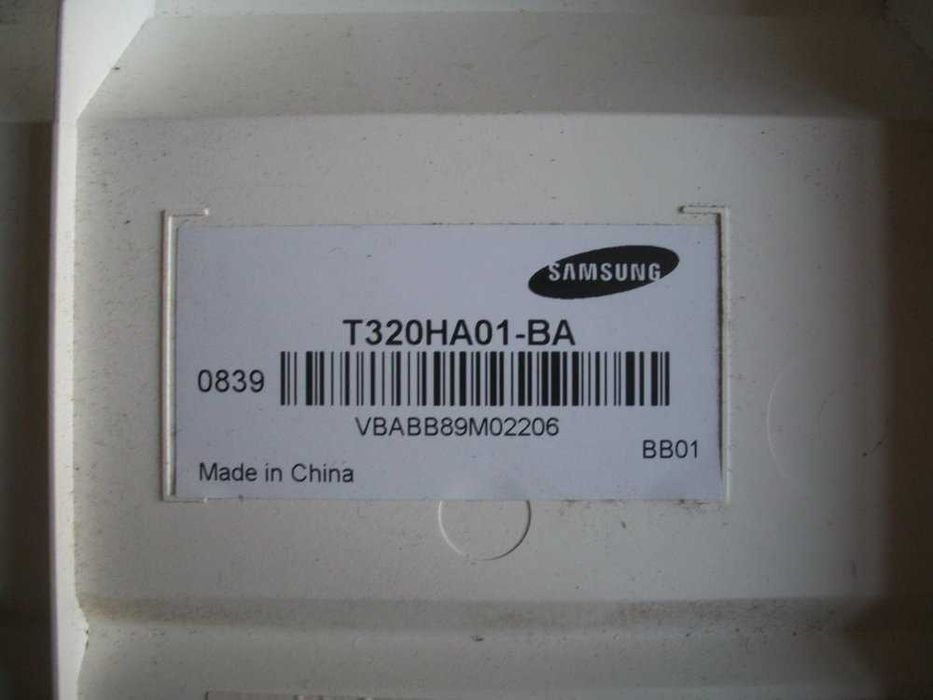 SAMSUNG
T320HA01-BA
0839
VBABB89M02206
BB01
Made in China